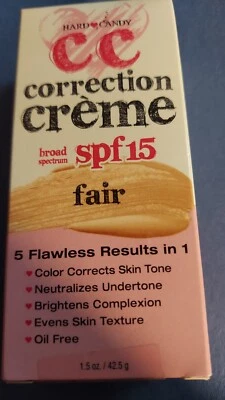 HARD CANDY
CC
correction
crème
broad
spectrum
spf15
fair
5 Flawless Results in 1
Color Corrects Skin Tone
Neutralizes Undertone
Brightens Complexion
Evens Skin Texture
Oil Free
1.5 oz / 42.5 g